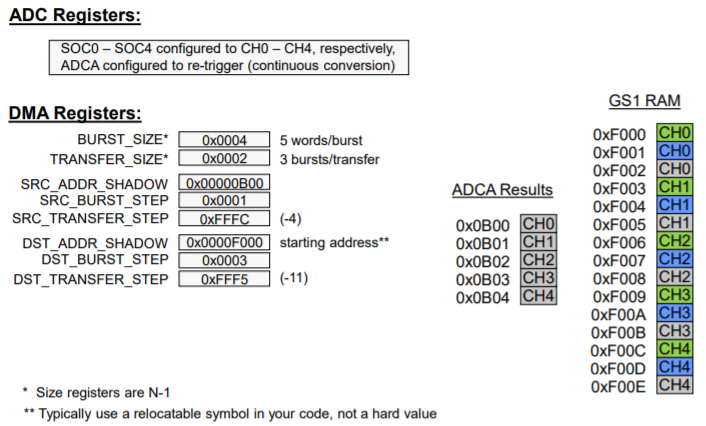 ADC Registers:
SOC0 – SOC4 configured to CH0 – CH4, respectively,
ADCA configured to re-trigger (continuous conversion)
DMA Registers:
BURST_SIZE* 0x0004 5 words/burst
TRANSFER_SIZE* 0x0002 3 bursts/transfer
SRC_ADDR_SHADOW 0x00000B00
SRC_BURST_STEP 0x0001
SRC_TRANSFER_STEP 0xFFFC (-4)
DST_ADDR_SHADOW 0x0000F000 starting address**
DST_BURST_STEP 0x0003
DST_TRANSFER_STEP 0xFFF5 (-11)
ADCA Results
0x0B00 CH0
0x0B01 CH1
0x0B02 CH2
0x0B03 CH3
0x0B04 CH4
GS1 RAM
0xF000 CH0
0xF001 CH0
0xF002 CH0
0xF003 CH1
0xF004 CH1
0xF005 CH1
0xF006 CH2
0xF007 CH2
0xF008 CH2
0xF009 CH3
0xF00A CH3
0xF00B CH3
0xF00C CH4
0xF00D CH4
0xF00E CH4
* Size registers are N-1
** Typically use a relocatable symbol in your code, not a hard value